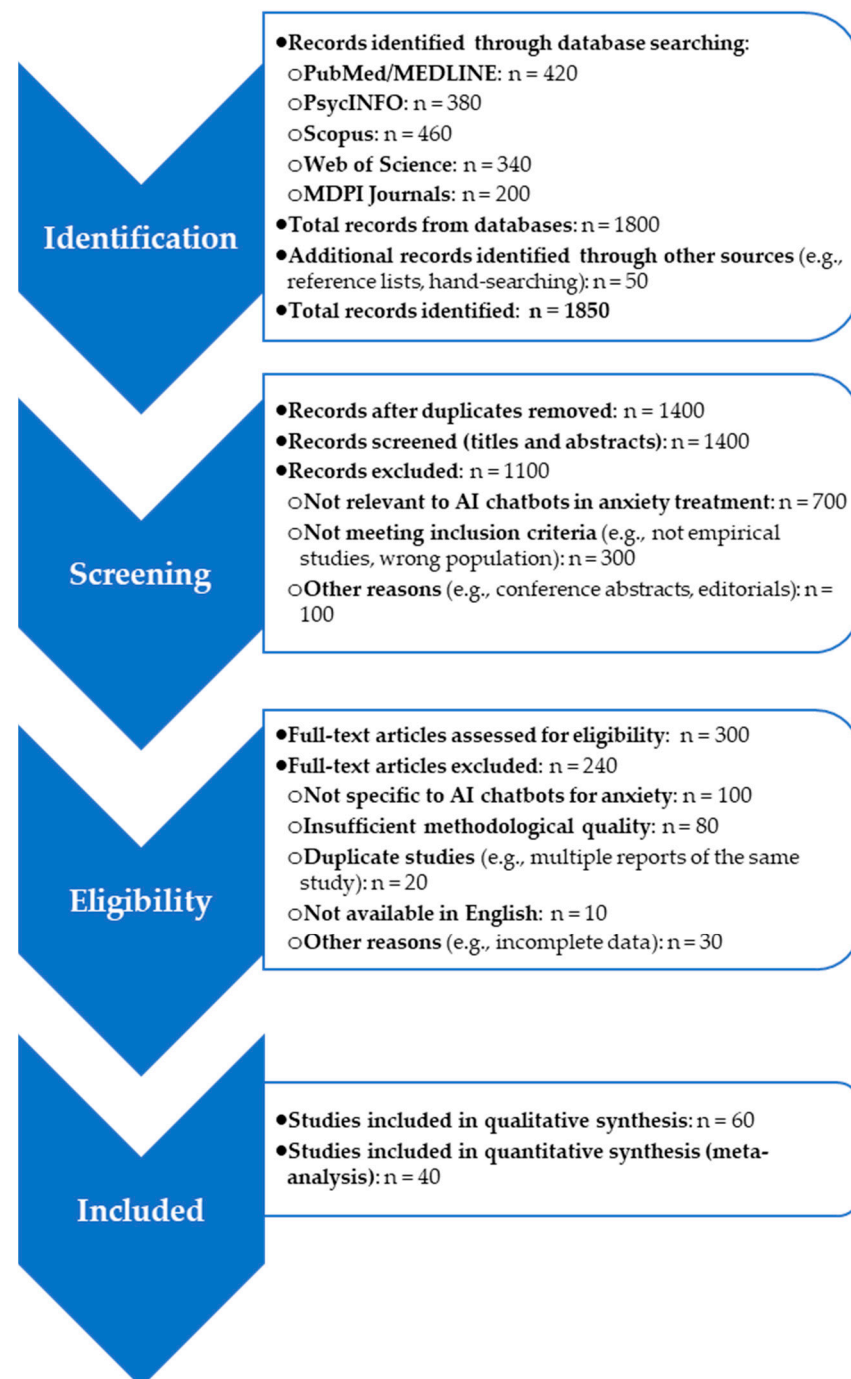 ●Records identified through database searching:
○PubMed/MEDLINE: n = 420
○PsycINFO: n = 380
○Scopus: n = 460
○Web of Science: n = 340
○MDPI Journals: n = 200
●Total records from databases: n = 1800
●Additional records identified through other sources (e.g.,
reference lists, hand-searching): n = 50
●Total records identified: n = 1850
Identification
●Records after duplicates removed: n = 1400
●Records screened (titles and abstracts): n = 1400
●Records excluded: n = 1100
○Not relevant to AI chatbots in anxiety treatment: n = 700
○Not meeting inclusion criteria (e.g., not empirical
studies, wrong population): n = 300
○Other reasons (e.g., conference abstracts, editorials): n =
100
Screening
●Full-text articles assessed for eligibility: n = 300
●Full-text articles excluded: n = 240
○Not specific to AI chatbots for anxiety: n = 100
○Insufficient methodological quality: n = 80
○Duplicate studies (e.g., multiple reports of the same
study): n = 20
○Not available in English: n = 10
○Other reasons (e.g., incomplete data): n = 30
Eligibility
●Studies included in qualitative synthesis: n = 60
●Studies included in quantitative synthesis (meta-
analysis): n = 40
Included